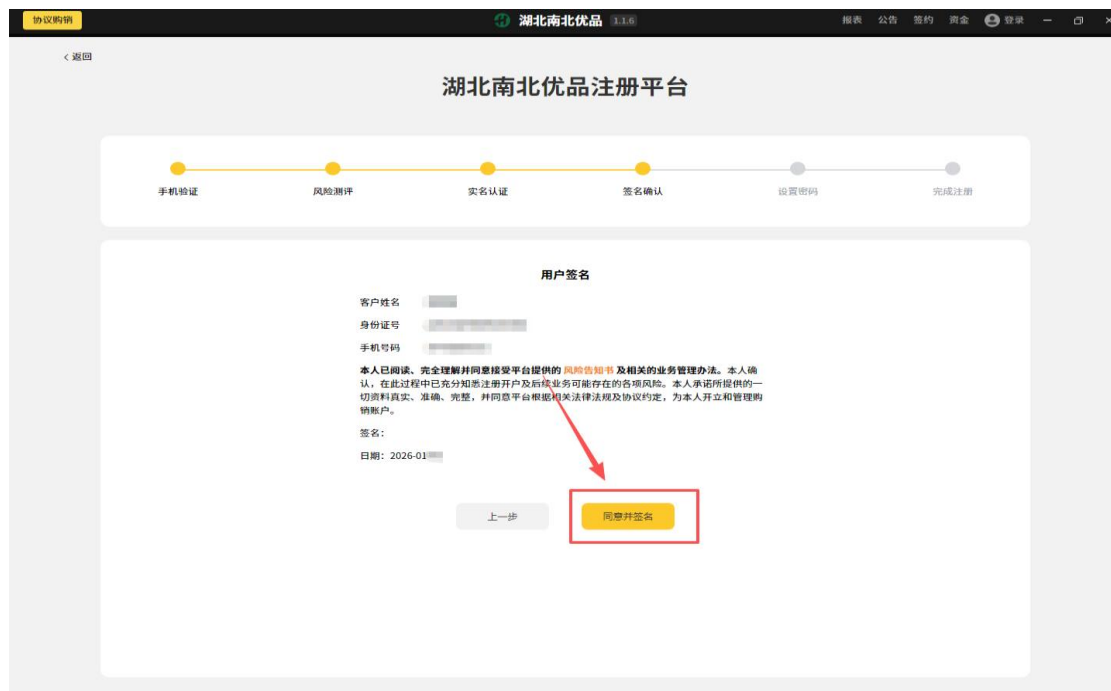 协议购销
湖北南北优品 1.1.6
报表 公告 签约 资金 登录
< 返回
湖北南北优品注册平台
手机验证 风险测评 实名认证 签名确认 设置密码 完成注册
用户签名
客户姓名
身份证号
手机号码
本人已阅读、完全理解并同意接受平台提供的 风险告知书 及相关的业务管理办法。本人确
认，在此过程中已充分知悉注册开户及后续业务可能存在的各项风险。本人承诺所提供的一
切资料真实、准确、完整，并同意平台根据相关法律法规及协议约定，为本人开立和管理购
销账户。
签名：
日期：2026-01
上一步 同意并签名